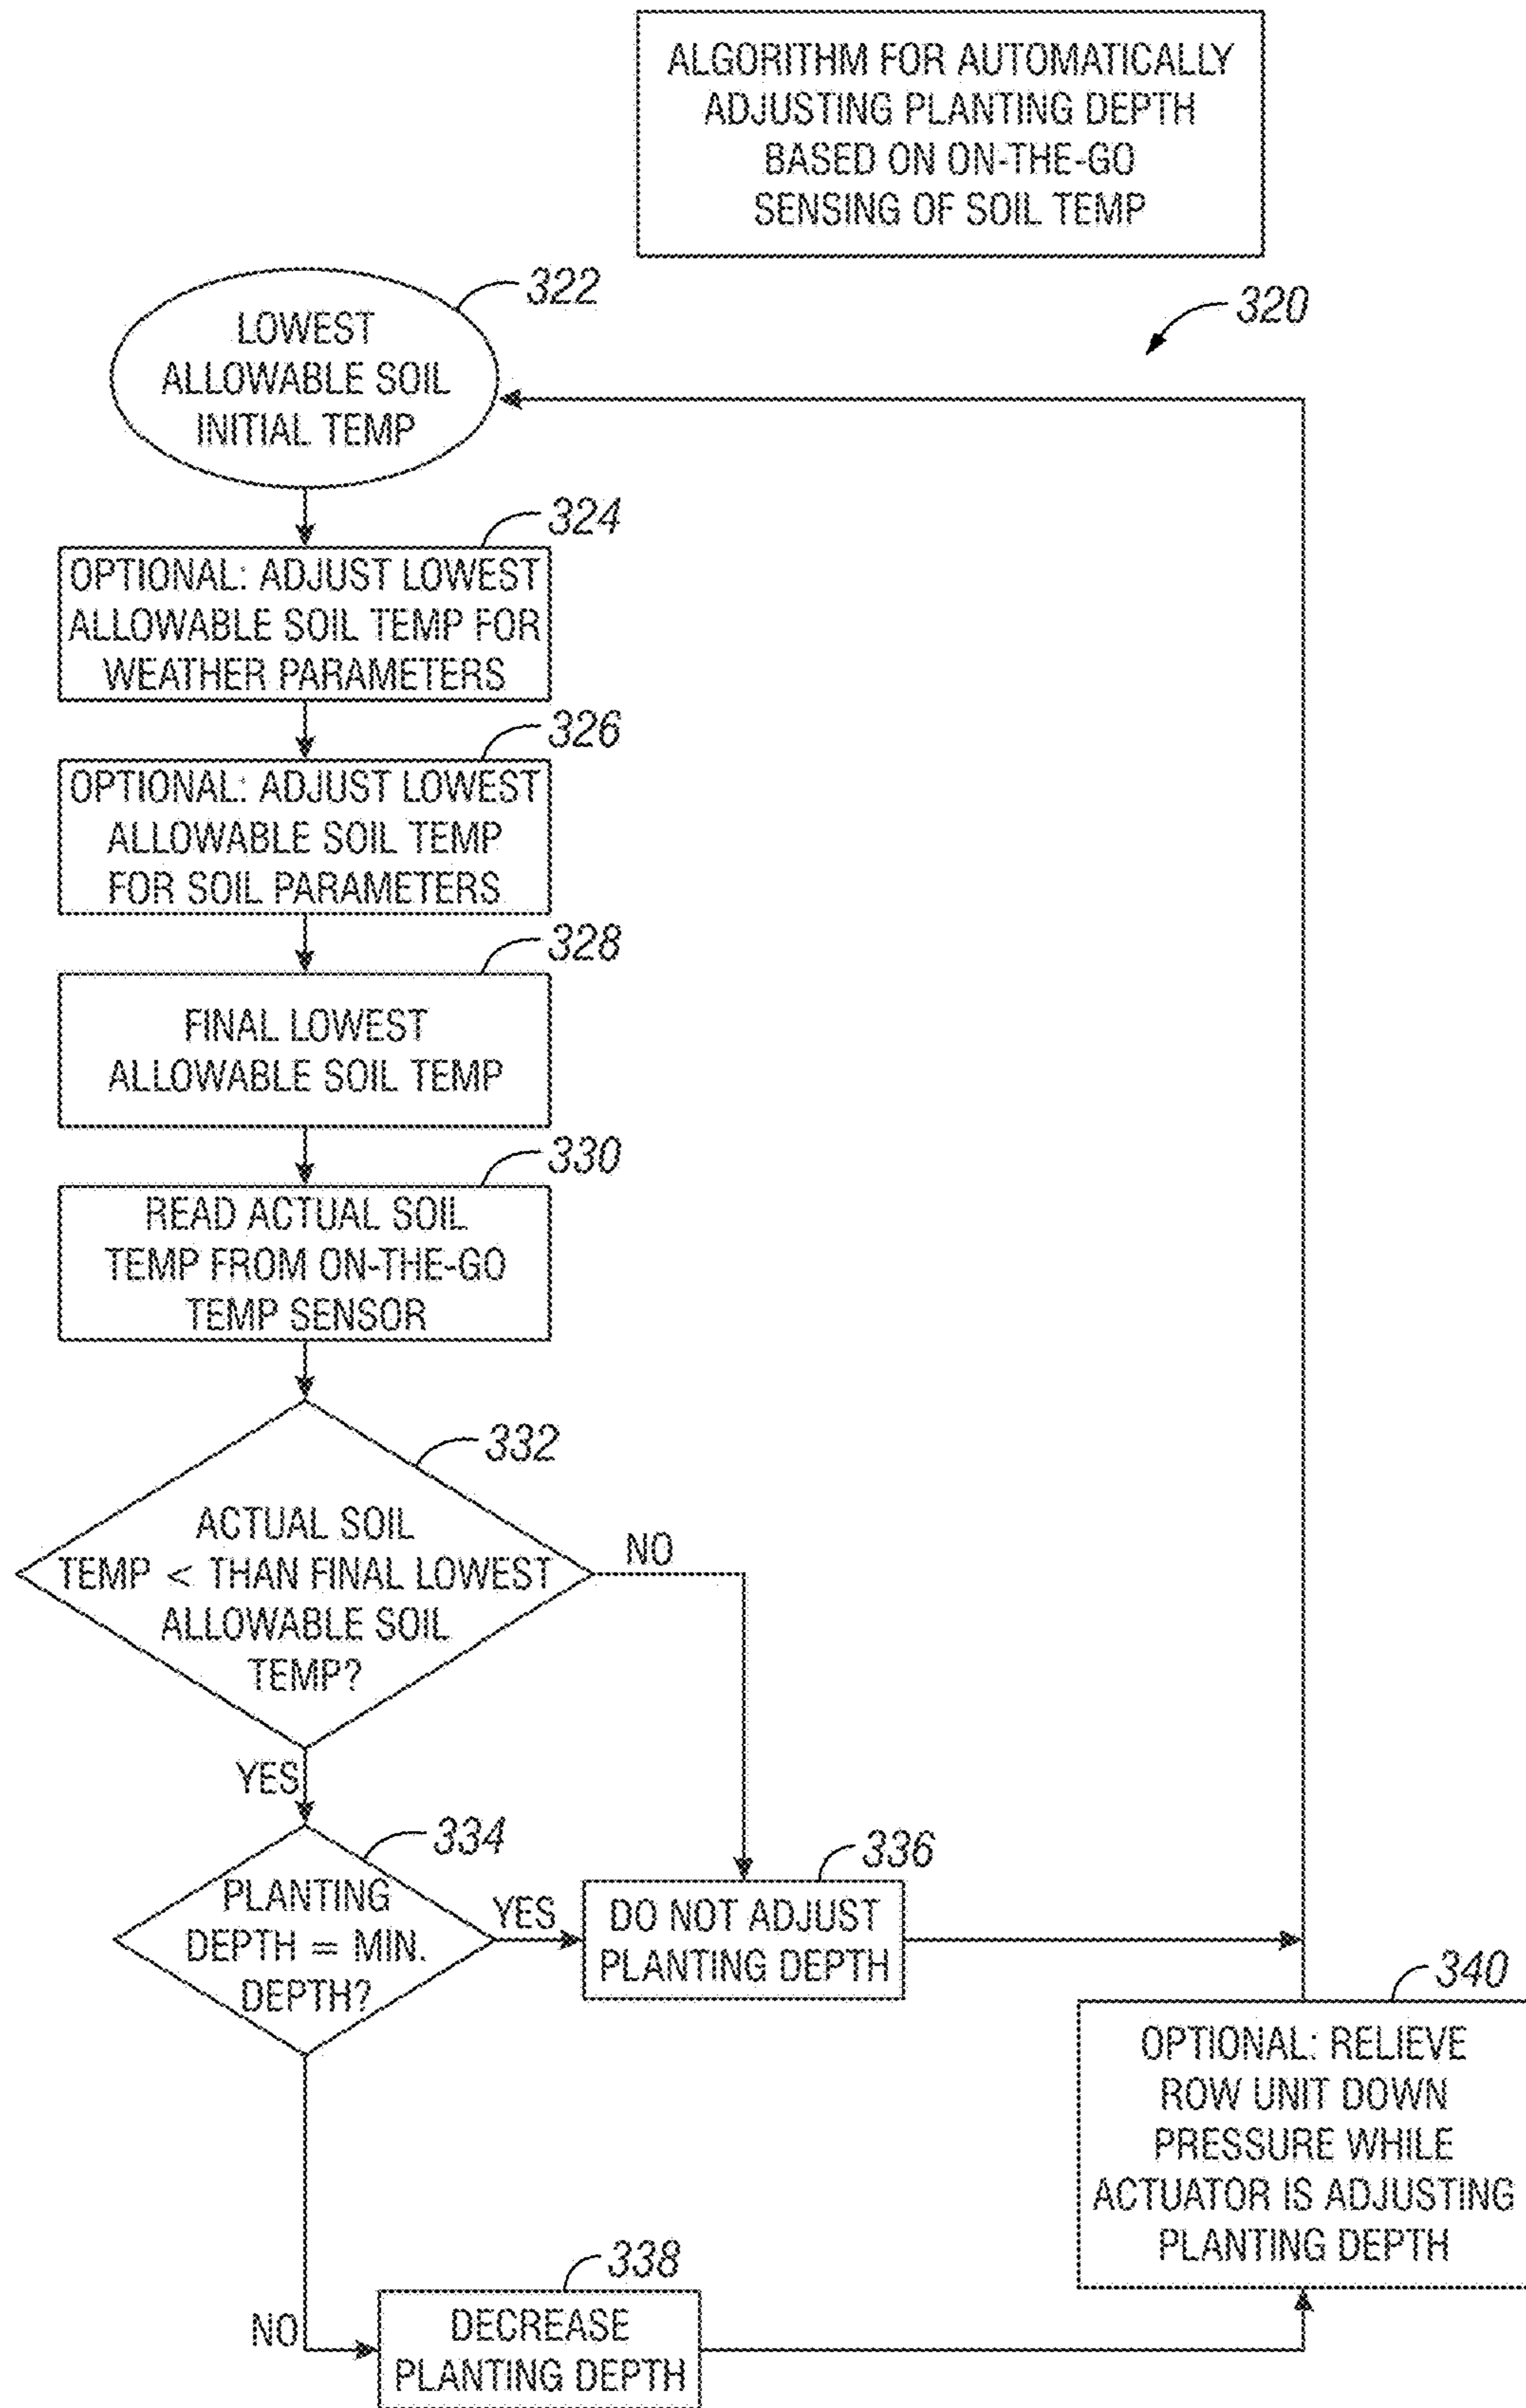 ALGORITHM FOR AUTOMATICALLY
ADJUSTING PLANTING DEPTH
BASED ON ON-THE-GO
SENSING OF SOIL TEMP
320
322
LOWEST
ALLOWABLE SOIL
INITIAL TEMP
324
OPTIONAL: ADJUST LOWEST
ALLOWABLE SOIL TEMP FOR
WEATHER PARAMETERS
326
OPTIONAL: ADJUST LOWEST
ALLOWABLE SOIL TEMP
FOR SOIL PARAMETERS
328
FINAL LOWEST
ALLOWABLE SOIL TEMP
330
READ ACTUAL SOIL
TEMP FROM ON-THE-GO
TEMP SENSOR
332
ACTUAL SOIL
TEMP < THAN FINAL LOWEST
ALLOWABLE SOIL
TEMP?
NO
YES
334
PLANTING
DEPTH = MIN.
DEPTH?
YES
336
DO NOT ADJUST
PLANTING DEPTH
340
OPTIONAL: RELIEVE
ROW UNIT DOWN
PRESSURE WHILE
ACTUATOR IS ADJUSTING
PLANTING DEPTH
NO
338
DECREASE
PLANTING DEPTH